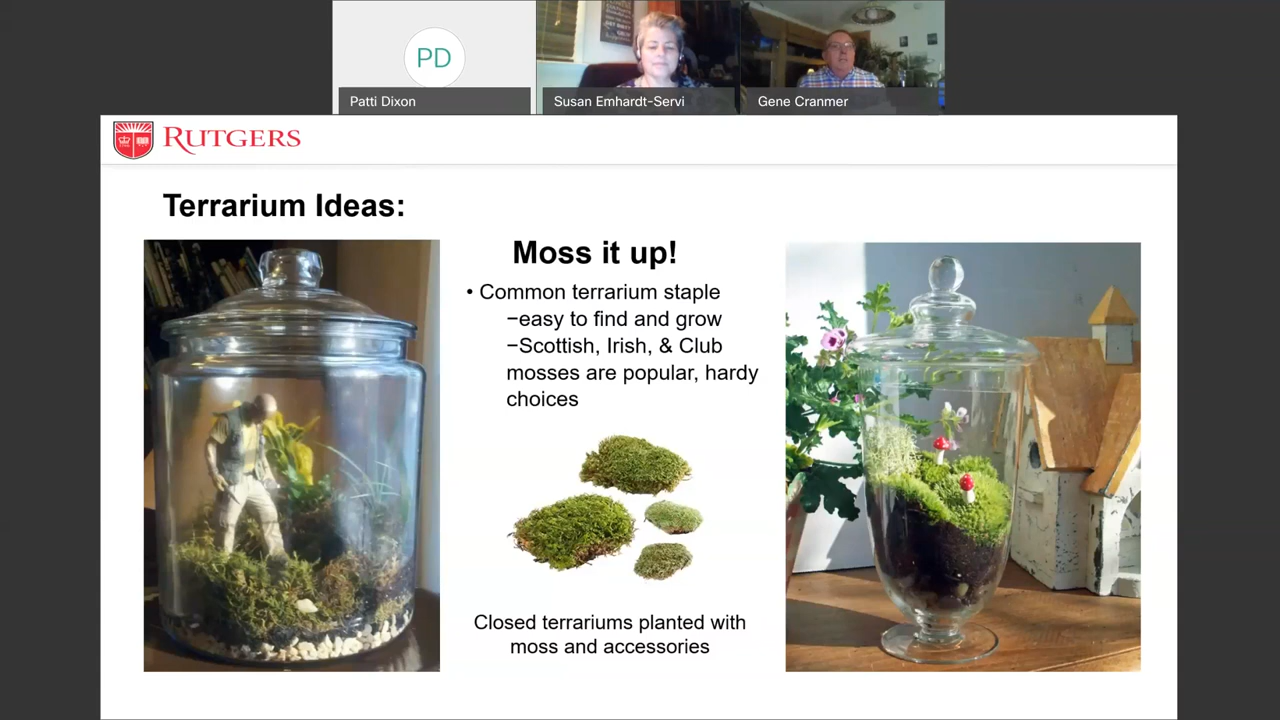 PD
Patti Dixon
Susan Emhardt-Servi
Gene Cranmer
RUTGERS
Terrarium Ideas:
Moss it up!
• Common terrarium staple
−easy to find and grow
−Scottish, Irish, & Club
mosses are popular, hardy
choices
Closed terrariums planted with
moss and accessories